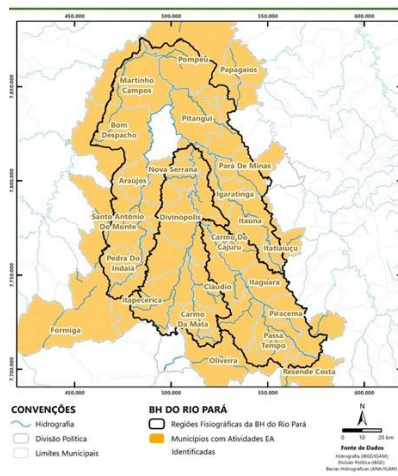 450.000 500.000 550.000 600.000
7.850.000
7.800.000
7.750.000
7.700.000
Pompéu
Papagaios
Martinho
Campos
Pitangui
Bom
Despacho
Pará De Minas
Nova Serrana
Araújos
Igaratinga
Santo Antônio
Do Monte
Divinópolis
Itaúna
Carmo Do
Cajuru
Itatiaiuçu
Pedra Do
Indaiá
Itaguara
Cláudio
Itapecerica
Carmo
Da Mata
Piracema
Formiga
Passa
Tempo
Oliveira
Resende Costa
450.000 500.000 550.000 600.000
CONVENÇÕES
Hidrografia
Divisão Política
Limites Municipais
BH DO RIO PARÁ
Regiões Fisiográficas da BH do Rio Pará
Municípios com Atividades EA
Identificadas
N
0 10 20 km
Fonte de Dados
Hidrografia (IBGE/IGAM);
Divisão Política (IBGE);
Bacias Hidrográficas (ANA/IGAM)